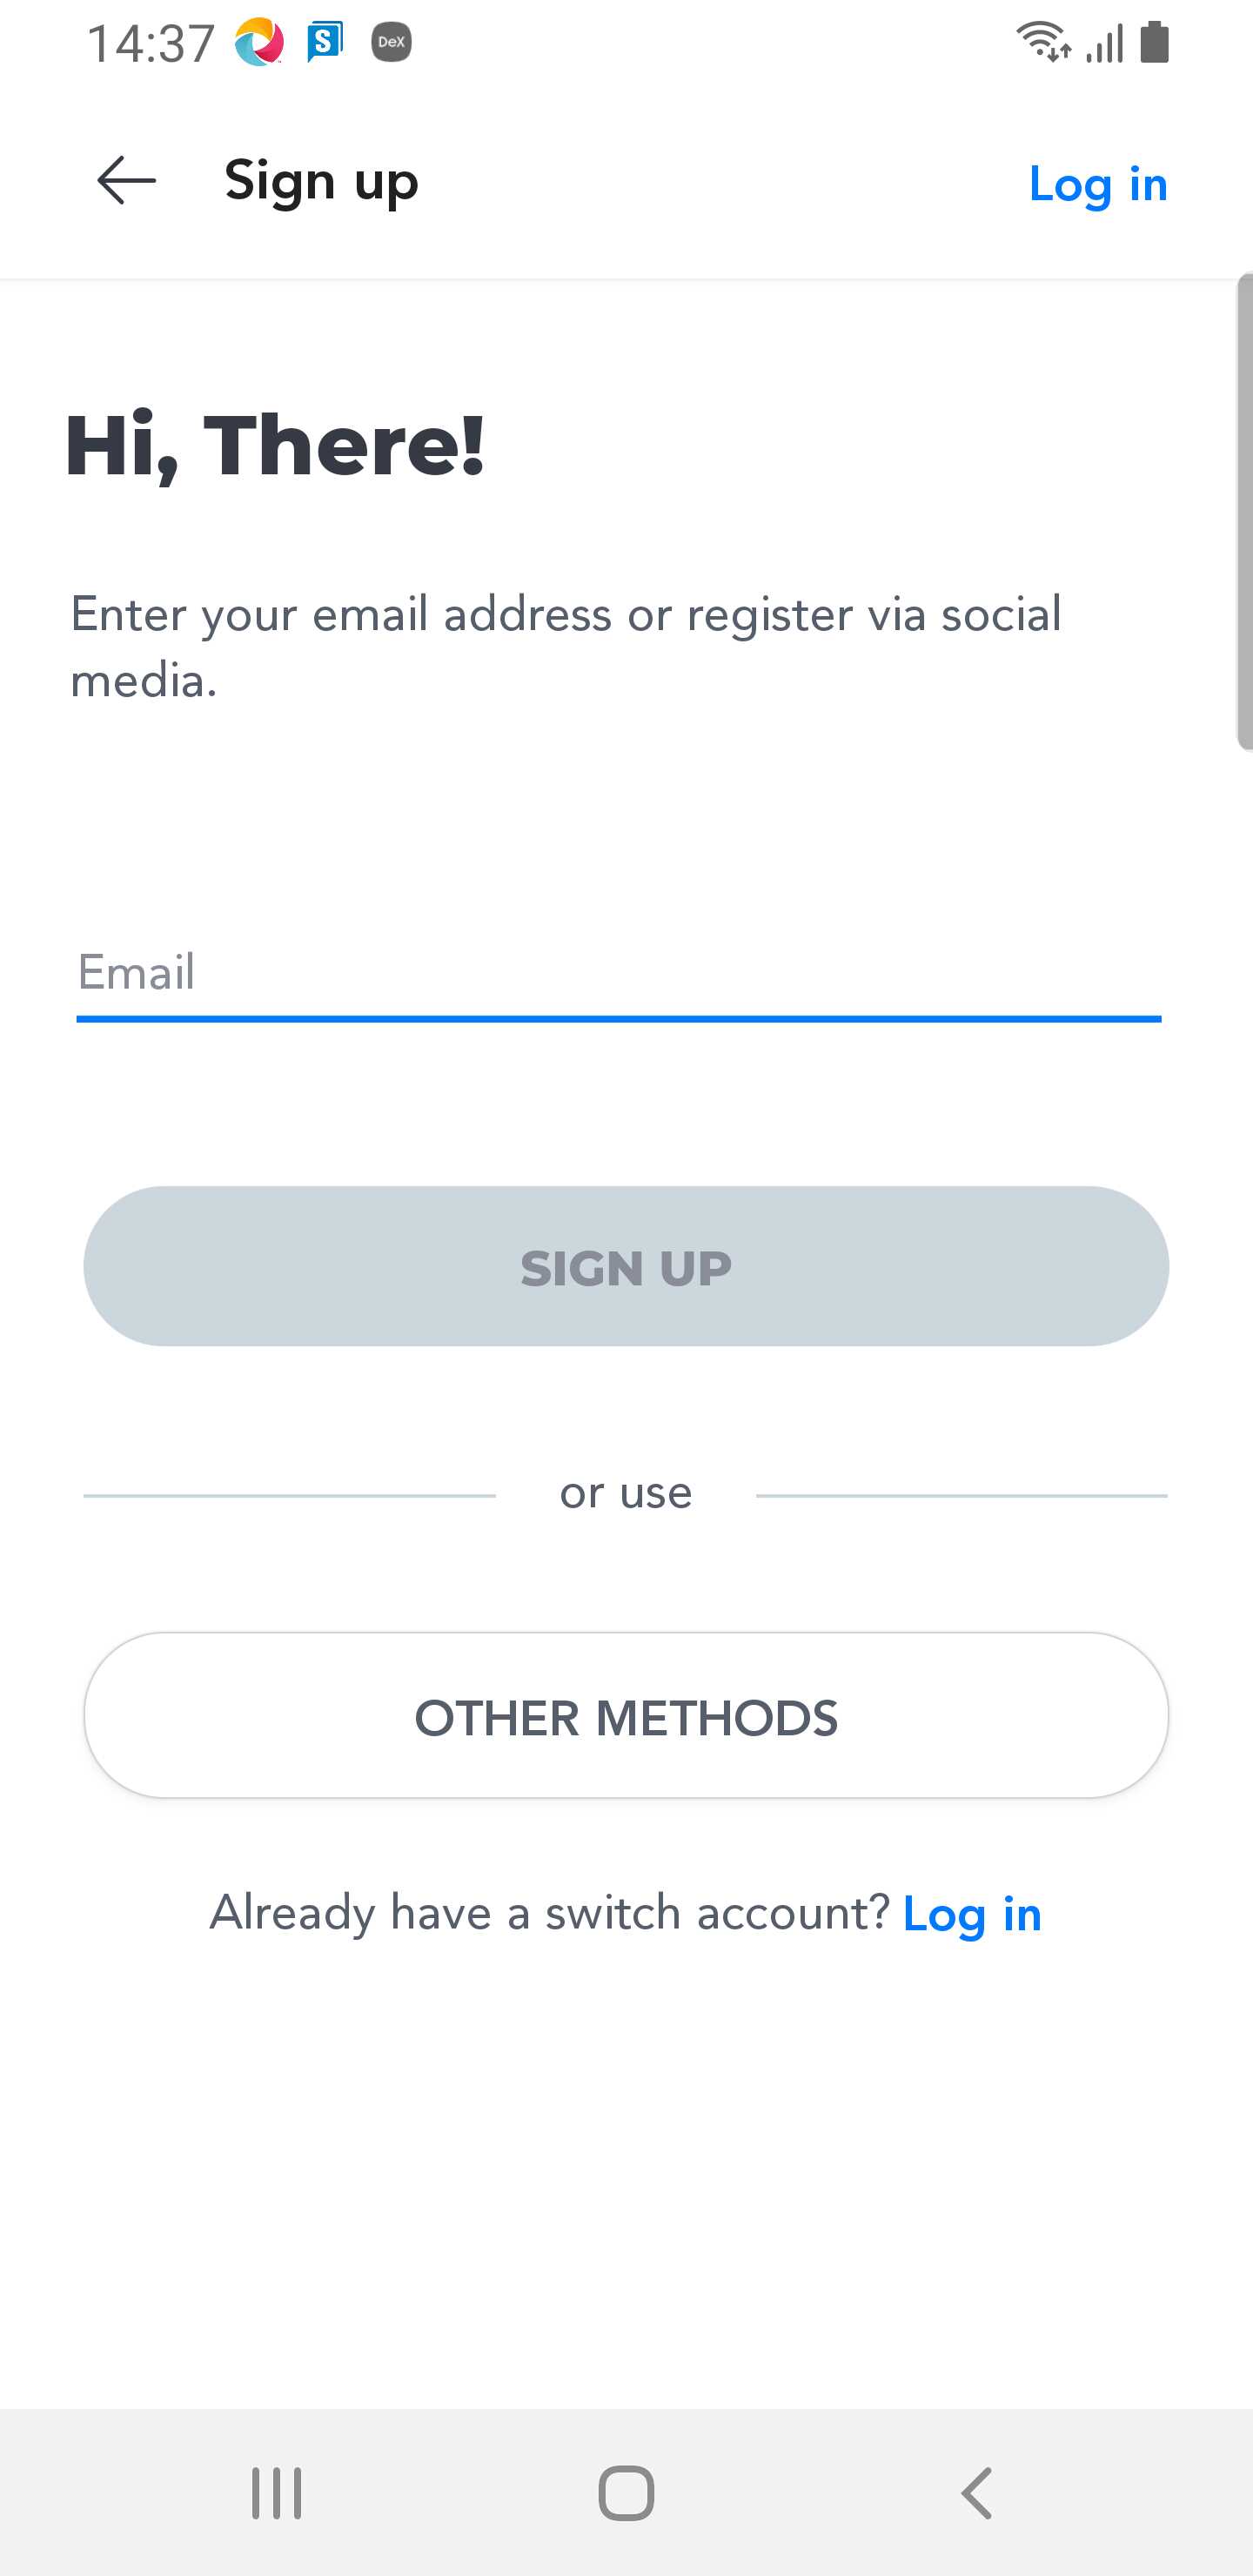 14:37 S DeX
Sign up Log in
Hi, There!
Enter your email address or register via social
media.
Email
SIGN UP
or use
OTHER METHODS
Already have a switch account? Log in